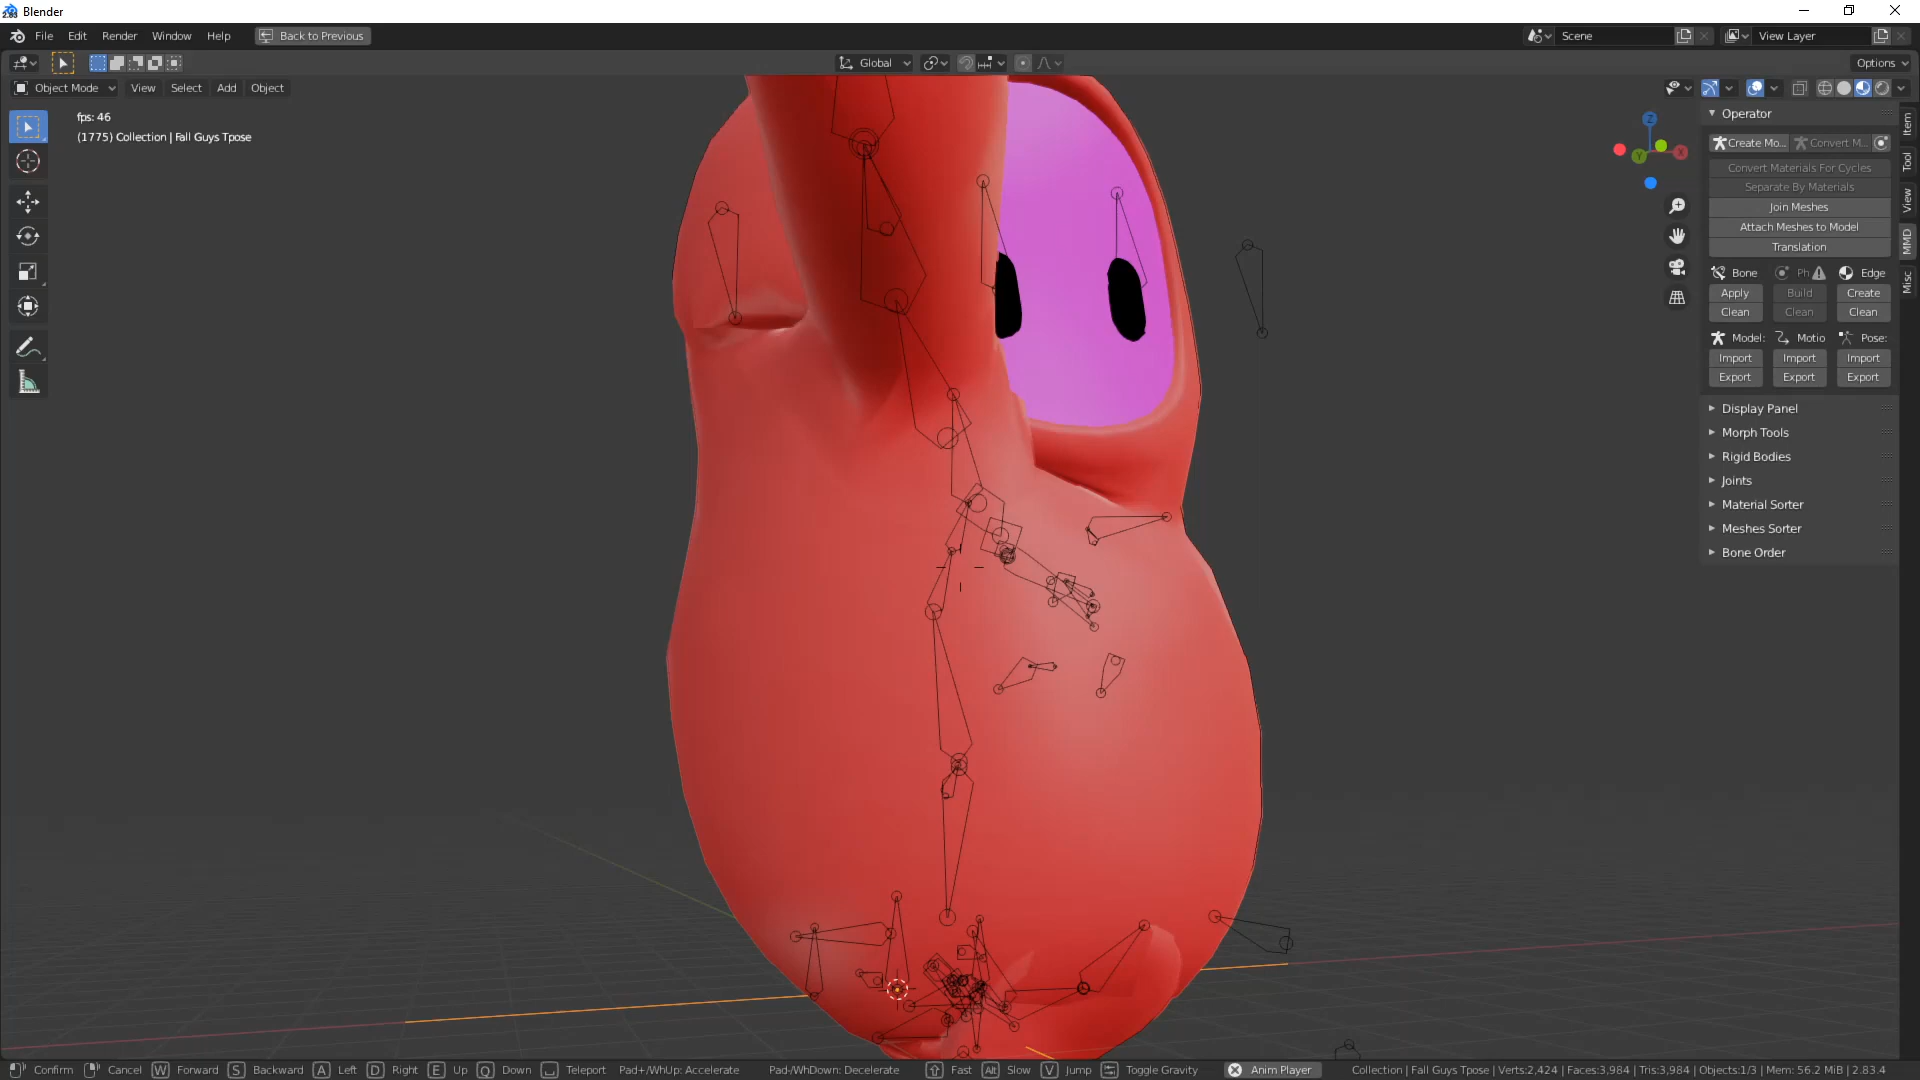 Blender
File Edit Render Window Help Back to Previous Scene View Layer
Global Options
Object Mode View Select Add Object
fps: 46
(1775) Collection | Fall Guys Tpose
Z
X
Y
Operator
Create Mo... Convert M...
Convert Materials For Cycles
Separate By Materials
Join Meshes
Attach Meshes to Model
Translation
Bone Ph Edge
Apply Build Create
Clean Clean Clean
Model: Motio Pose:
Import Import Import
Export Export Export
Display Panel
Morph Tools
Rigid Bodies
Joints
Material Sorter
Meshes Sorter
Bone Order
Item
Tool
View
MMD
Misc
Confirm Cancel W Forward S Backward A Left D Right E Up Q Down Teleport Pad+/WhUp: Accelerate Pad-/WhDown: Decelerate Fast Alt Slow V Jump Toggle Gravity Anim Player Collection | Fall Guys Tpose | Verts:2,424 | Faces:3,984 | Tris:3,984 | Objects:1/3 | Mem: 56.2 MiB | 2.83.4